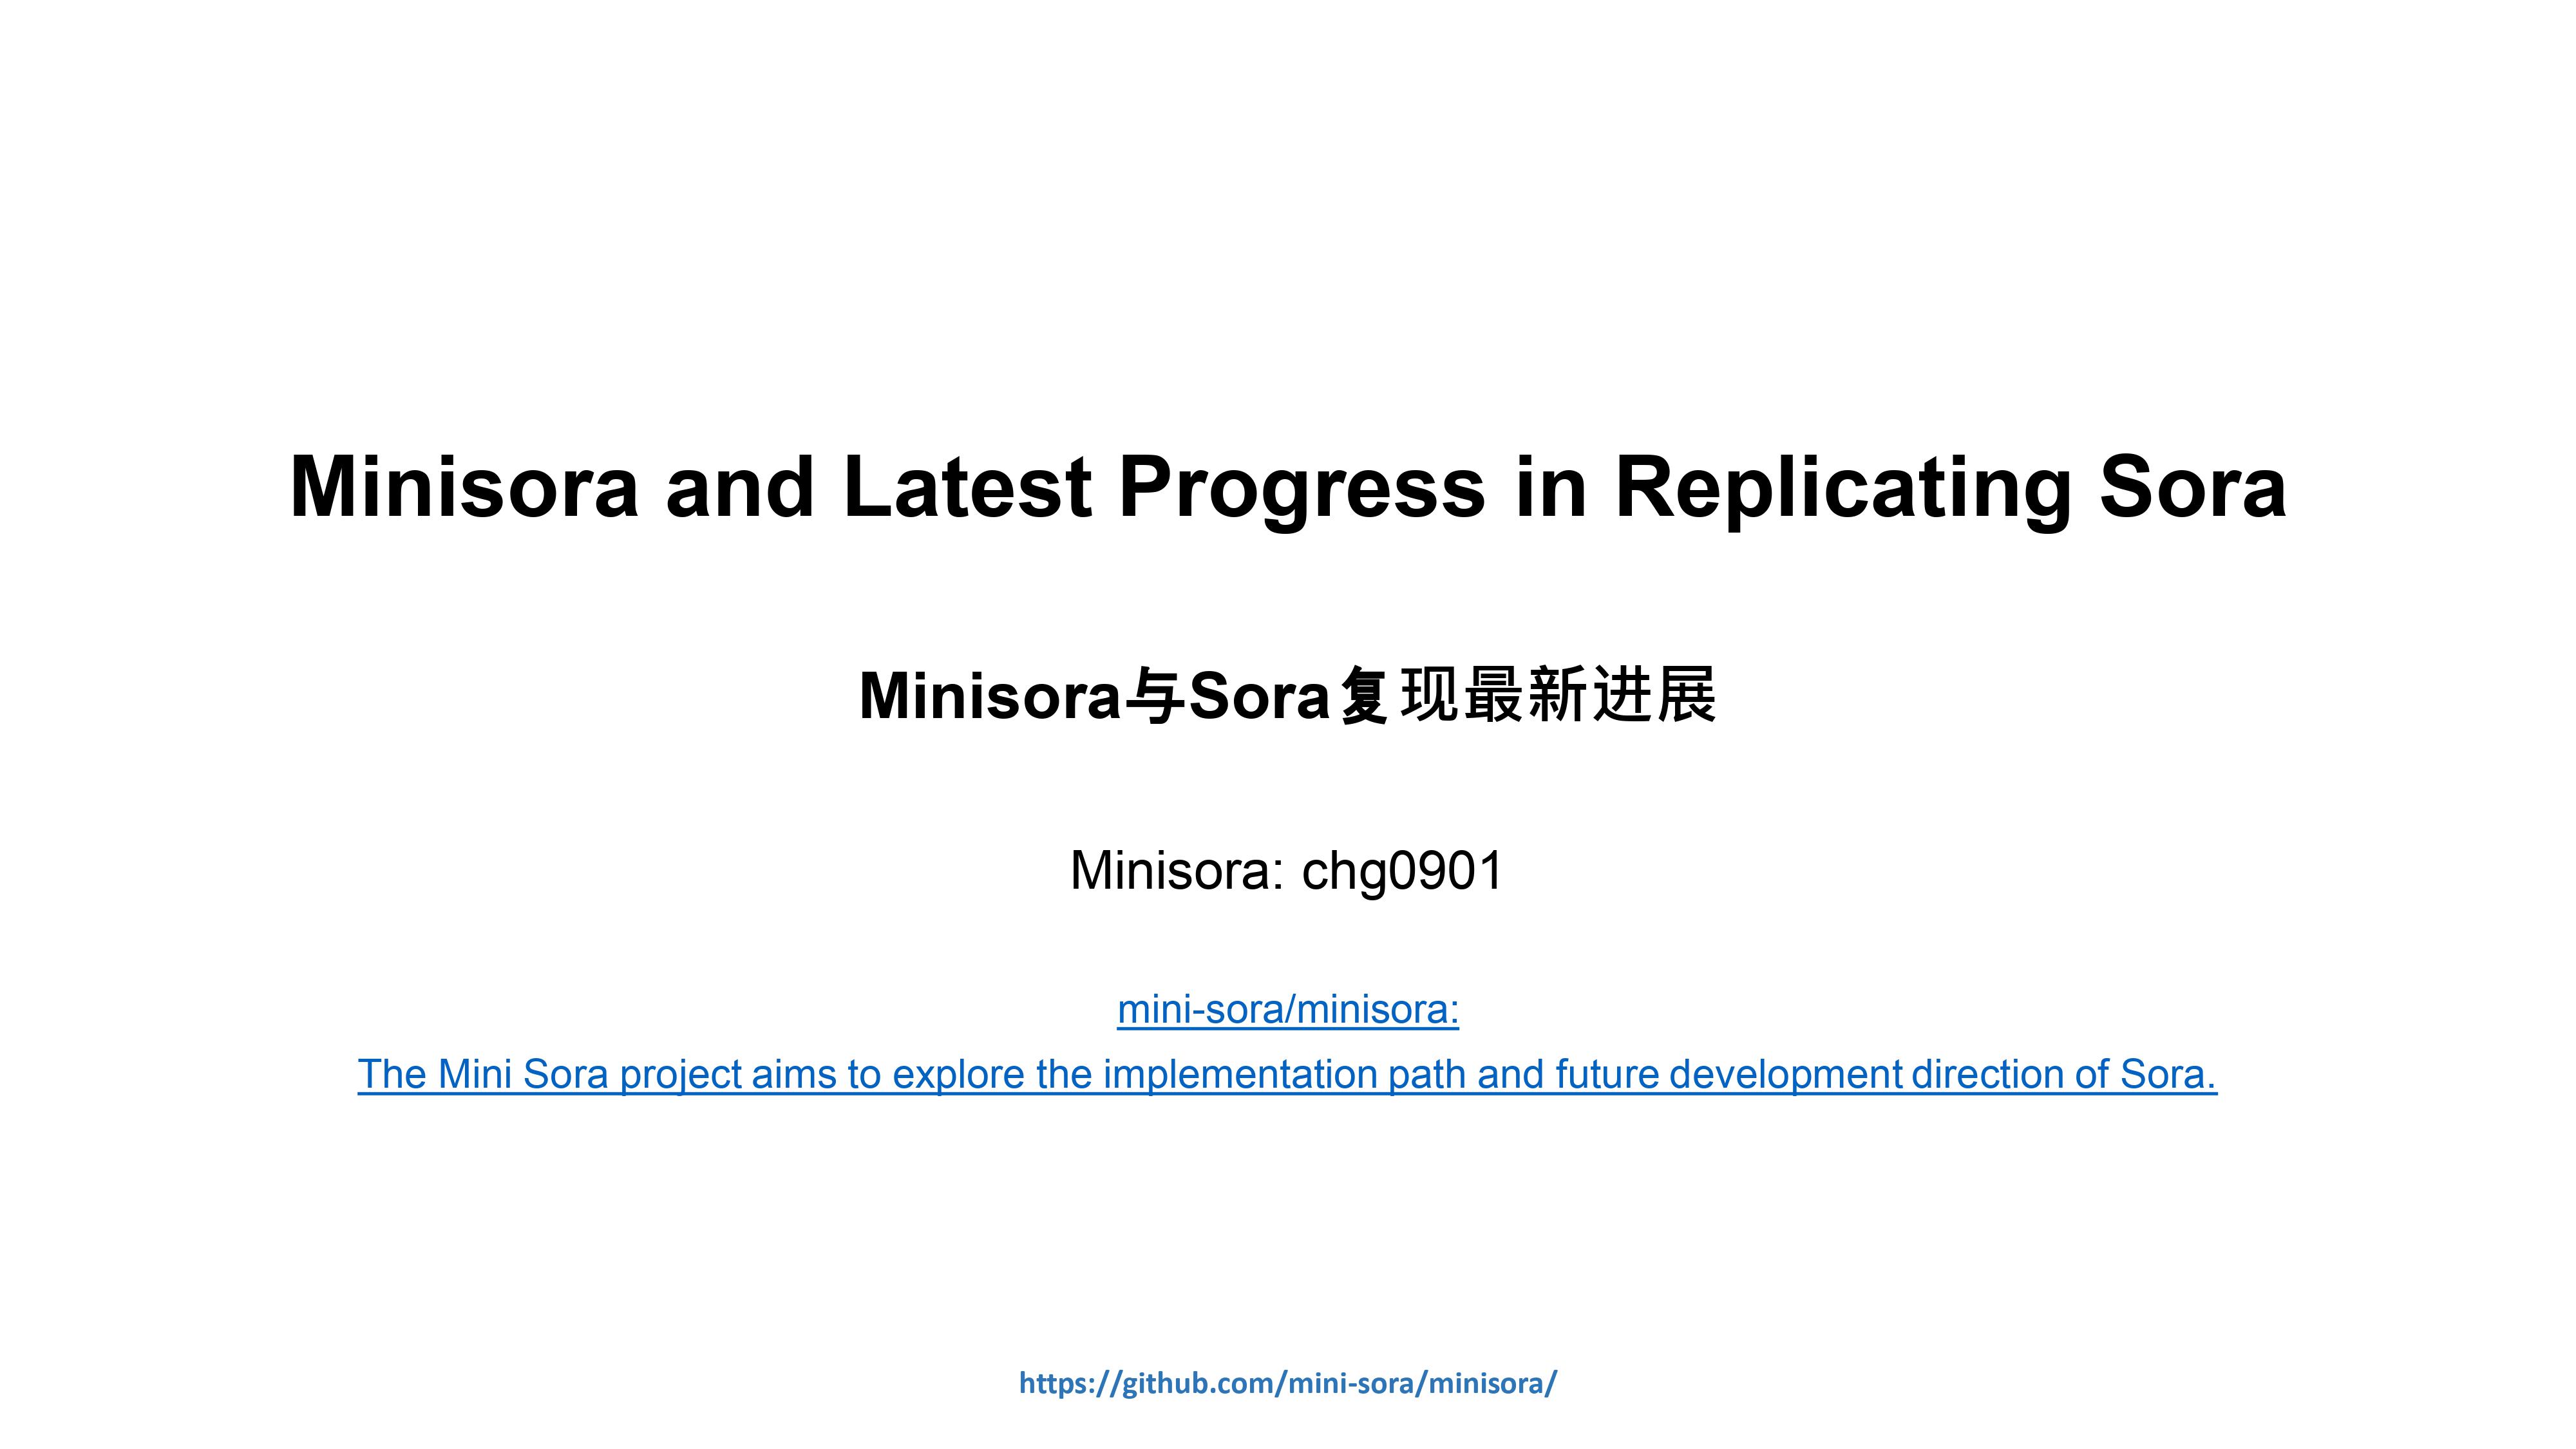 Minisora and Latest Progress in Replicating Sora
Minisora与Sora复现最新进展
Minisora: chg0901
mini-sora/minisora:
The Mini Sora project aims to explore the implementation path and future development direction of Sora.
https://github.com/mini-sora/minisora/